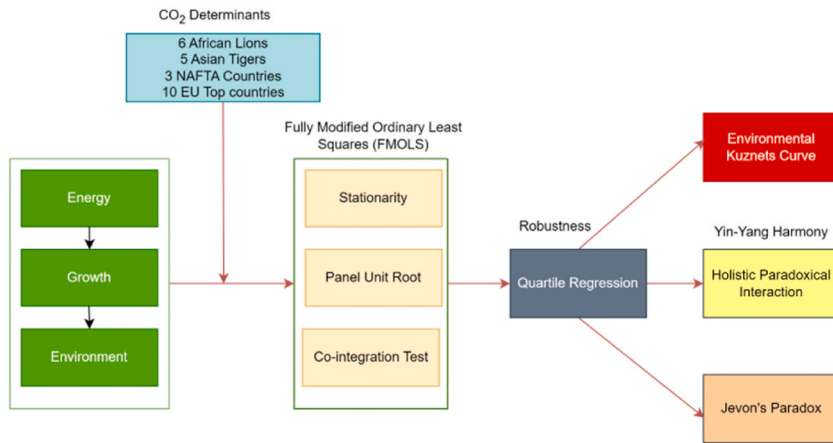 CO₂ Determinants
6 African Lions
5 Asian Tigers
3 NAFTA Countries
10 EU Top countries
Energy
Growth
Environment
Fully Modified Ordinary Least
Squares (FMOLS)
Stationarity
Panel Unit Root
Co-integration Test
Robustness
Quartile Regression
Environmental
Kuznets Curve
Yin-Yang Harmony
Holistic Paradoxical
Interaction
Jevon's Paradox